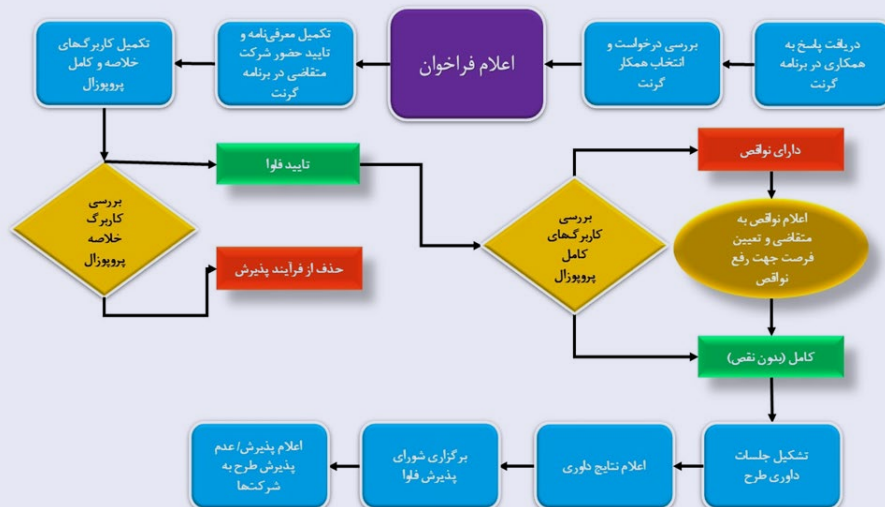 دریافت پاسخ به
همکاری در برنامه
گرنت
بررسی درخواست و
انتخاب همکار
گرنت
اعلام فراخوان
تکمیل معرفی‌نامه و
تایید حضور شرکت
متقاضی در برنامه
گرنت
تکمیل کاربرگ‌های
خلاصه و کامل
پروپوزال
بررسی
کاربرگ
خلاصه
پروپوزال
تایید فاوا
حذف از فرآیند پذیرش
بررسی
کاربرگ‌های
کامل
پروپوزال
دارای نواقص
اعلام نواقص به
متقاضی و تعیین
فرصت جهت رفع
نواقص
کامل (بدون نقص)
تشکیل جلسات
داوری طرح
اعلام نتایج داوری
برگزاری شورای
پذیرش فاوا
اعلام پذیرش/عدم
پذیرش طرح به
شرکت‌ها